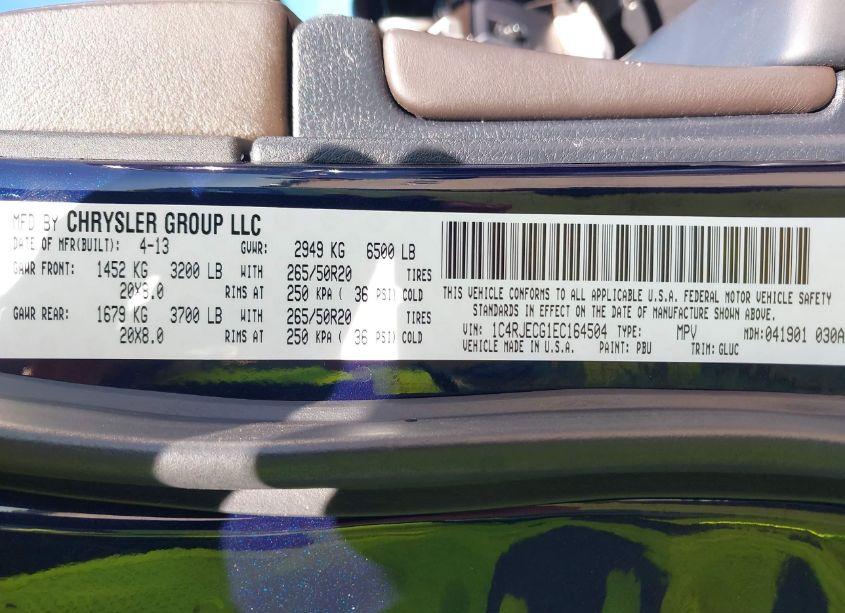 MFD BY CHRYSLER GROUP LLC
DATE OF MFR(BUILT): 4-13 GVWR: 2949 KG 6500 LB
GAWR FRONT: 1452 KG 3200 LB WITH 265/50R20 TIRES
20X8.0 RIMS AT 250 KPA ( 36 PSI) COLD
GAWR REAR: 1679 KG 3700 LB WITH 265/50R20 TIRES
20X8.0 RIMS AT 250 KPA ( 36 PSI) COLD
THIS VEHICLE CONFORMS TO ALL APPLICABLE U.S.A. FEDERAL MOTOR VEHICLE SAFETY
STANDARDS IN EFFECT ON THE DATE OF MANUFACTURE SHOWN ABOVE.
VIN: 1C4RJECG1EC164504 TYPE: MPV MDH: 041901 030A
VEHICLE MADE IN U.S.A. PAINT: PBU TRIM: GLUC